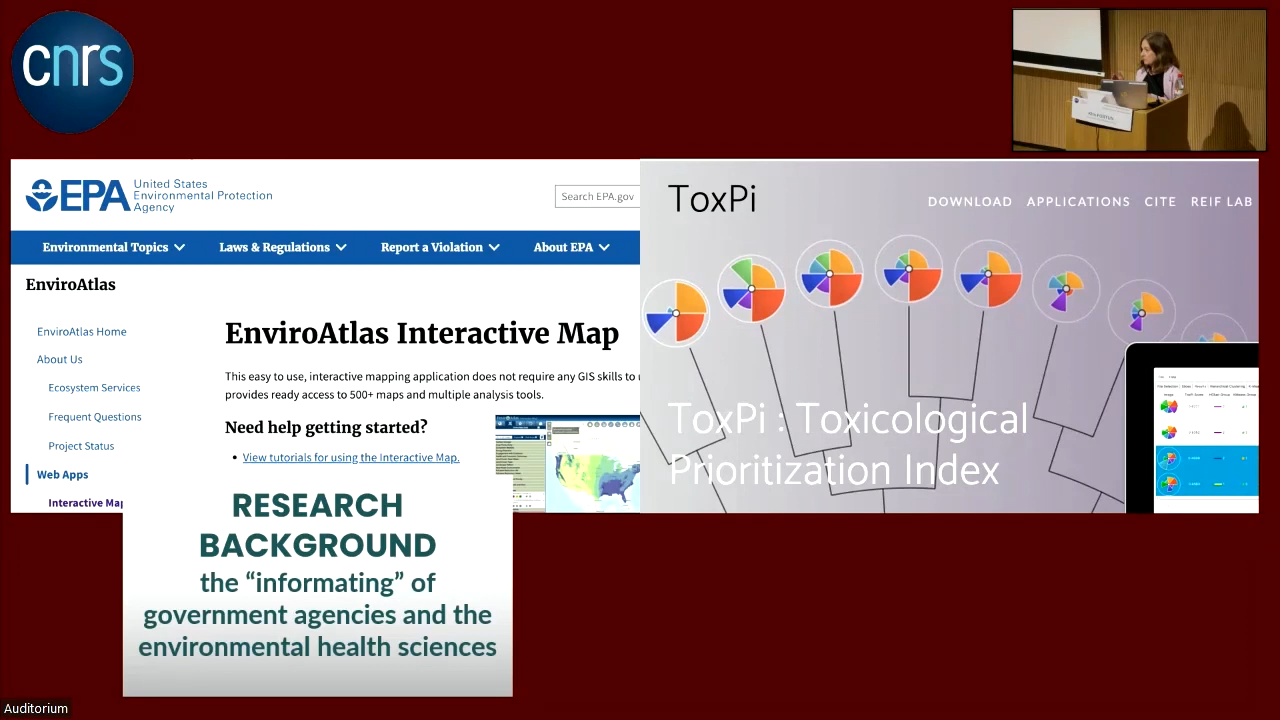 cnrs
EPA
United States
Environmental Protection
Agency
Search EPA.gov
Environmental Topics
Laws & Regulations
Report a Violation
About EPA
EnviroAtlas
EnviroAtlas Home
About Us
Ecosystem Services
Frequent Questions
Project Status
Web Apps
Interactive Map
EnviroAtlas Interactive Map
This easy to use, interactive mapping application does not require any GIS skills to
provides ready access to 500+ maps and multiple analysis tools.
Need help getting started?
View tutorials for using the Interactive Map.
ToxPi
DOWNLOAD
APPLICATIONS
CITE
REIF LAB
ToxPi : Toxicological
Prioritization Index
RESEARCH
BACKGROUND
the “informating” of
government agencies and the
environmental health sciences
Auditorium